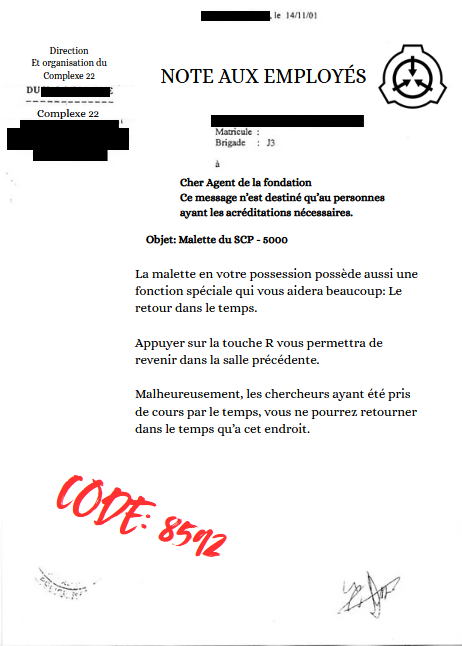 , le 14/11/01
Direction
Et organisation du
Complexe 22
DU
Complexe 22
NOTE AUX EMPLOYÉS
Matricule :
Brigade : J3
à
Cher Agent de la fondation
Ce message n'est destiné qu'au personnes
ayant les acréditations nécessaires.
Objet: Malette du SCP - 5000
La malette en votre possession possède aussi une
fonction spéciale qui vous aidera beaucoup: Le
retour dans le temps.
Appuyer sur la touche R vous permettra de
revenir dans la salle précédente.
Malheureusement, les chercheurs ayant été pris
de cours par le temps, vous ne pourrez retourner
dans le temps qu'a cet endroit.
CODE: 8592